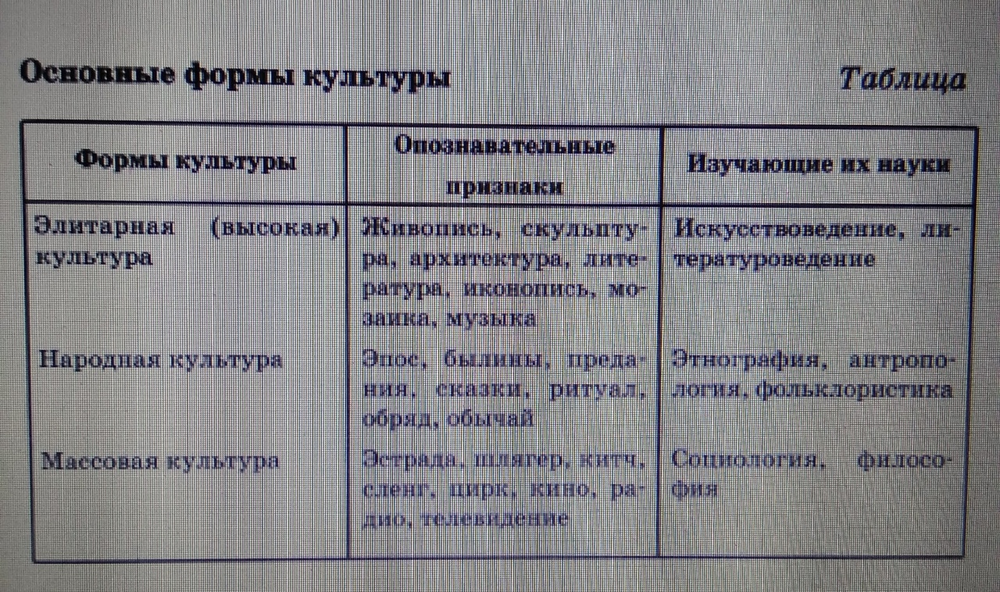 Основные формы культуры Таблица
Формы культуры
Опознавательные
признаки
Изучающие их науки
Элитарная (высокая)
культура
Живопись, скульпту-
ра, архитектура, лите-
ратура, иконопись, мо-
заика, музыка
Искусствоведение, ли-
тературоведение
Народная культура
Эпос, былины, преда-
ния, сказки, ритуал,
обряд, обычай
Этнография, антропо-
логия, фольклористика
Массовая культура
Эстрада, шлягер, китч,
сленг, цирк, кино, ра-
дио, телевидение
Социология, филосо-
фия